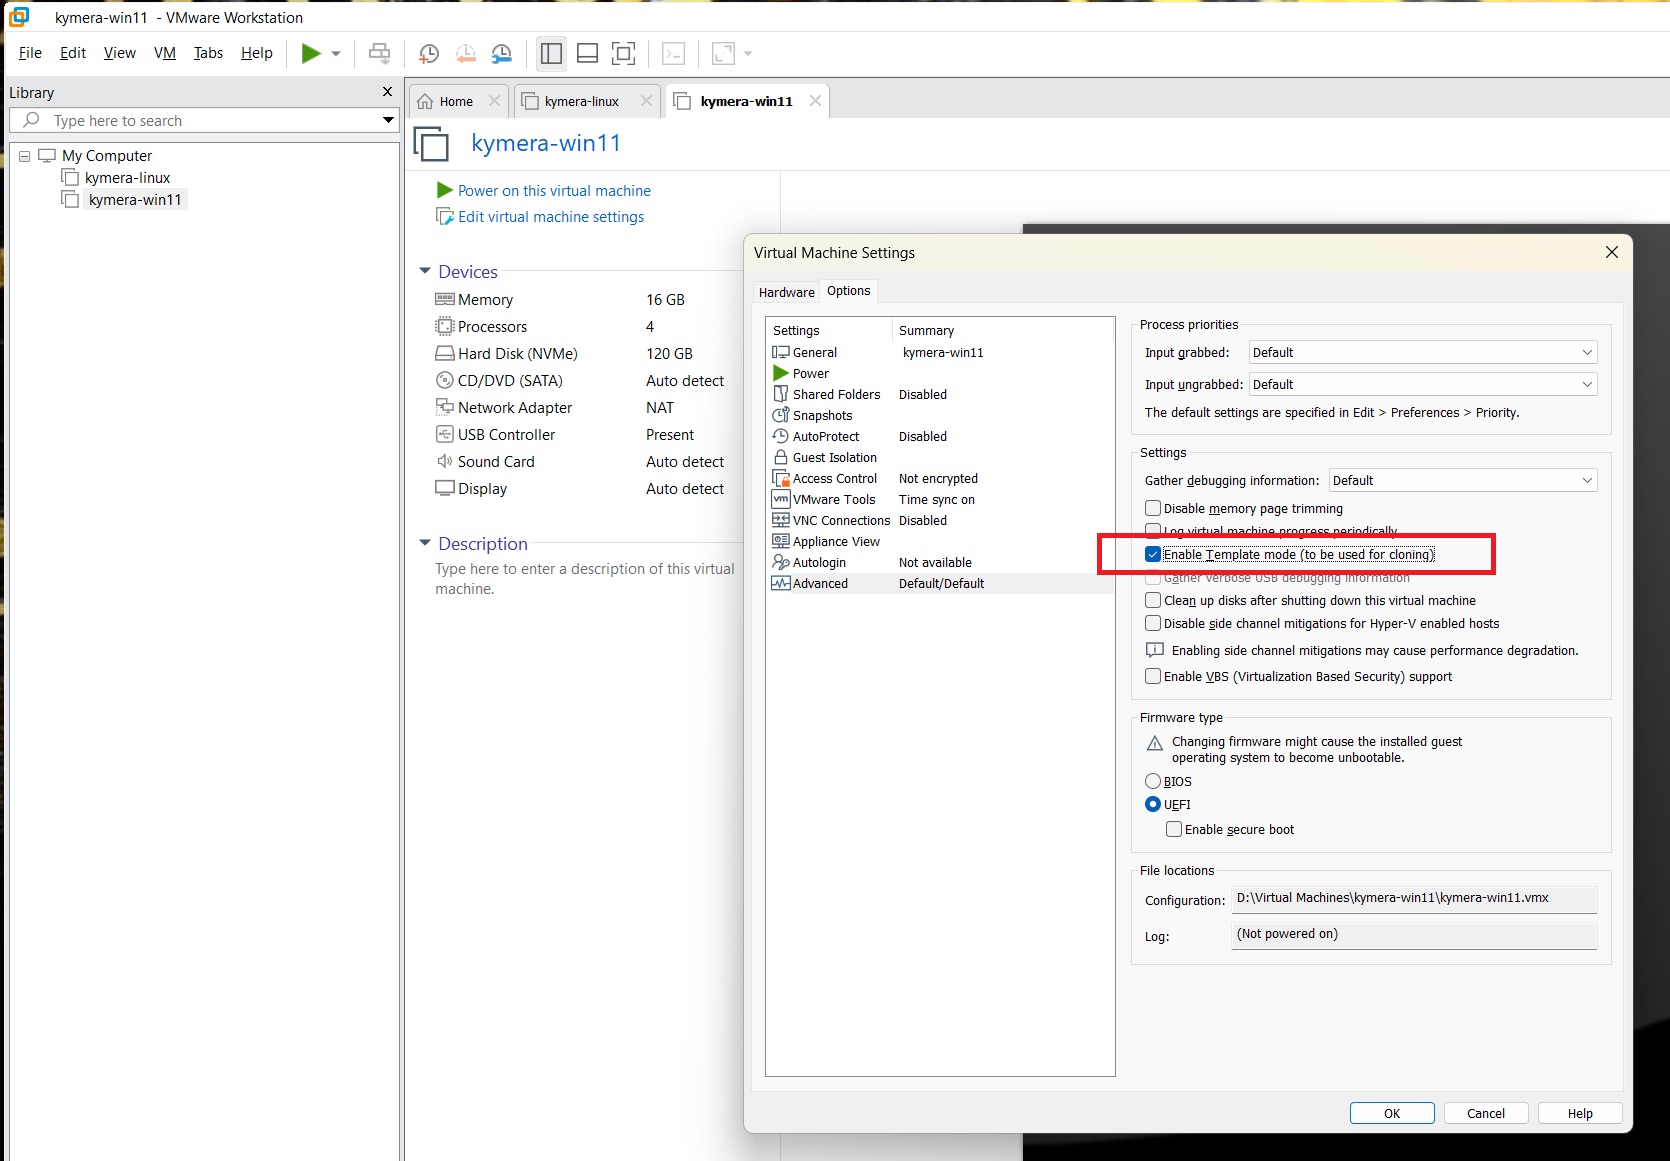 kymera-win11 - VMware Workstation
File Edit View VM Tabs Help
Library
Type here to search
My Computer
kymera-linux
kymera-win11
Home
kymera-linux
kymera-win11
kymera-win11
Power on this virtual machine
Edit virtual machine settings
Devices
Memory 16 GB
Processors 4
Hard Disk (NVMe) 120 GB
CD/DVD (SATA) Auto detect
Network Adapter NAT
USB Controller Present
Sound Card Auto detect
Display Auto detect
Description
Type here to enter a description of this virtual
machine.
Virtual Machine Settings
Hardware Options
Settings Summary
General kymera-win11
Power
Shared Folders Disabled
Snapshots
AutoProtect Disabled
Guest Isolation
Access Control Not encrypted
vm VMware Tools Time sync on
VNC Connections Disabled
Appliance View
Autologin Not available
Advanced Default/Default
Process priorities
Input grabbed: Default
Input ungrabbed: Default
The default settings are specified in Edit > Preferences > Priority.
Settings
Gather debugging information: Default
Disable memory page trimming
Log virtual machine progress periodically
Enable Template mode (to be used for cloning)
Gather verbose USB debugging information
Clean up disks after shutting down this virtual machine
Disable side channel mitigations for Hyper-V enabled hosts
Enabling side channel mitigations may cause performance degradation.
Enable VBS (Virtualization Based Security) support
Firmware type
Changing firmware might cause the installed guest
operating system to become unbootable.
BIOS
UEFI
Enable secure boot
File locations
Configuration: D:\Virtual Machines\kymera-win11\kymera-win11.vmx
Log: (Not powered on)
OK Cancel Help